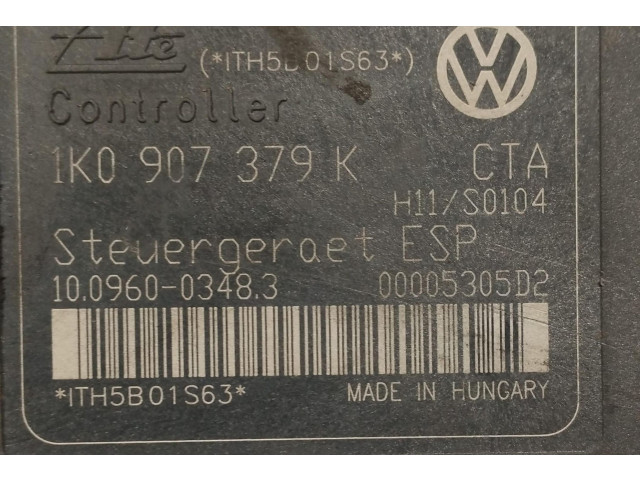 Ate (*ITH5B01S63*)
Controller
1K0 907 379 K CTA
H11/S0104
Steuergeraet ESP
10.0960-0348.3 00005305D2
*ITH5B01S63* MADE IN HUNGARY